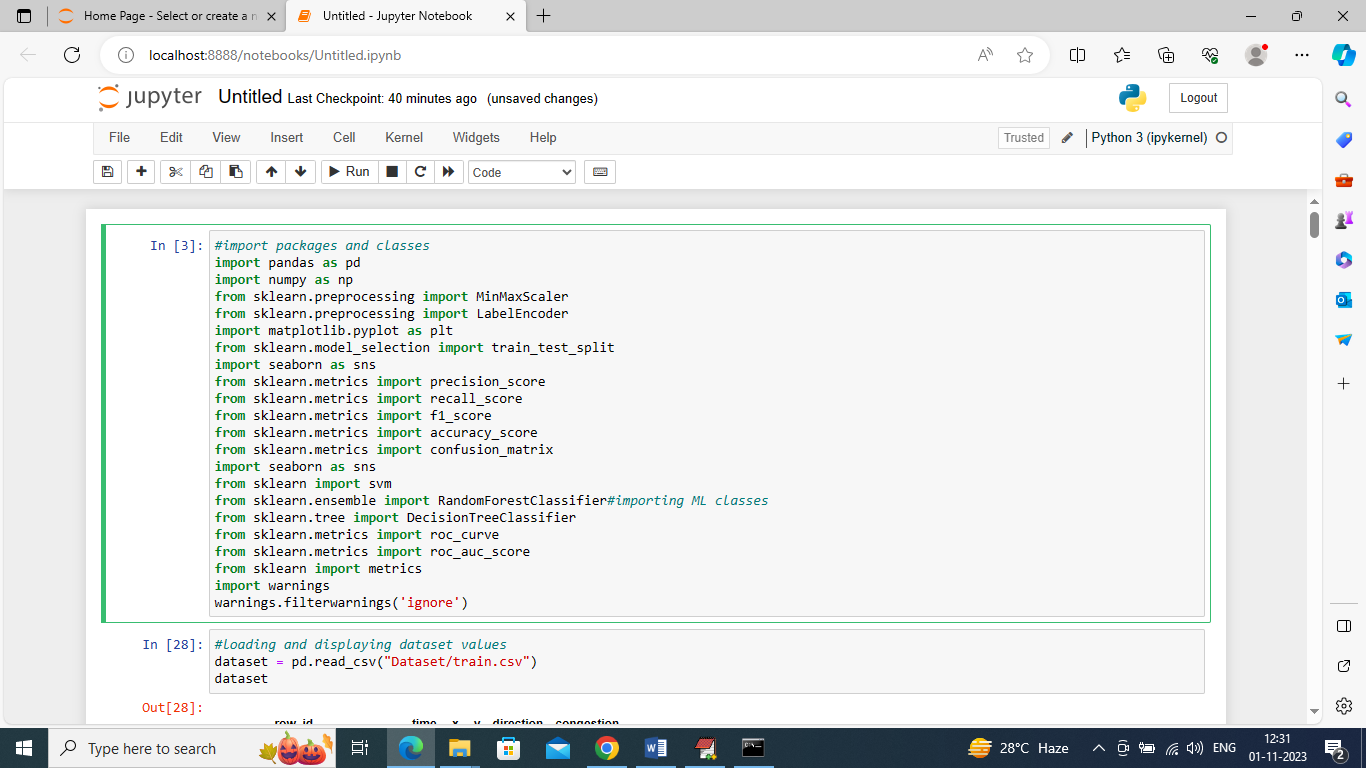 Home Page - Select or create a n
Untitled - Jupyter Notebook
localhost:8888/notebooks/Untitled.ipynb
jupyter Untitled Last Checkpoint: 40 minutes ago (unsaved changes)
Logout
File Edit View Insert Cell Kernel Widgets Help
Trusted
Python 3 (ipykernel)
Run
Code
In [3]:
#import packages and classes
import pandas as pd
import numpy as np
from sklearn.preprocessing import MinMaxScaler
from sklearn.preprocessing import LabelEncoder
import matplotlib.pyplot as plt
from sklearn.model_selection import train_test_split
import seaborn as sns
from sklearn.metrics import precision_score
from sklearn.metrics import recall_score
from sklearn.metrics import f1_score
from sklearn.metrics import accuracy_score
from sklearn.metrics import confusion_matrix
import seaborn as sns
from sklearn import svm
from sklearn.ensemble import RandomForestClassifier#importing ML classes
from sklearn.tree import DecisionTreeClassifier
from sklearn.metrics import roc_curve
from sklearn.metrics import roc_auc_score
from sklearn import metrics
import warnings
warnings.filterwarnings('ignore')
In [28]:
#loading and displaying dataset values
dataset = pd.read_csv("Dataset/train.csv")
dataset
Out[28]:
row_id time x y direction congestion
Type here to search
28°C Haze
ENG
12:31
01-11-2023
2